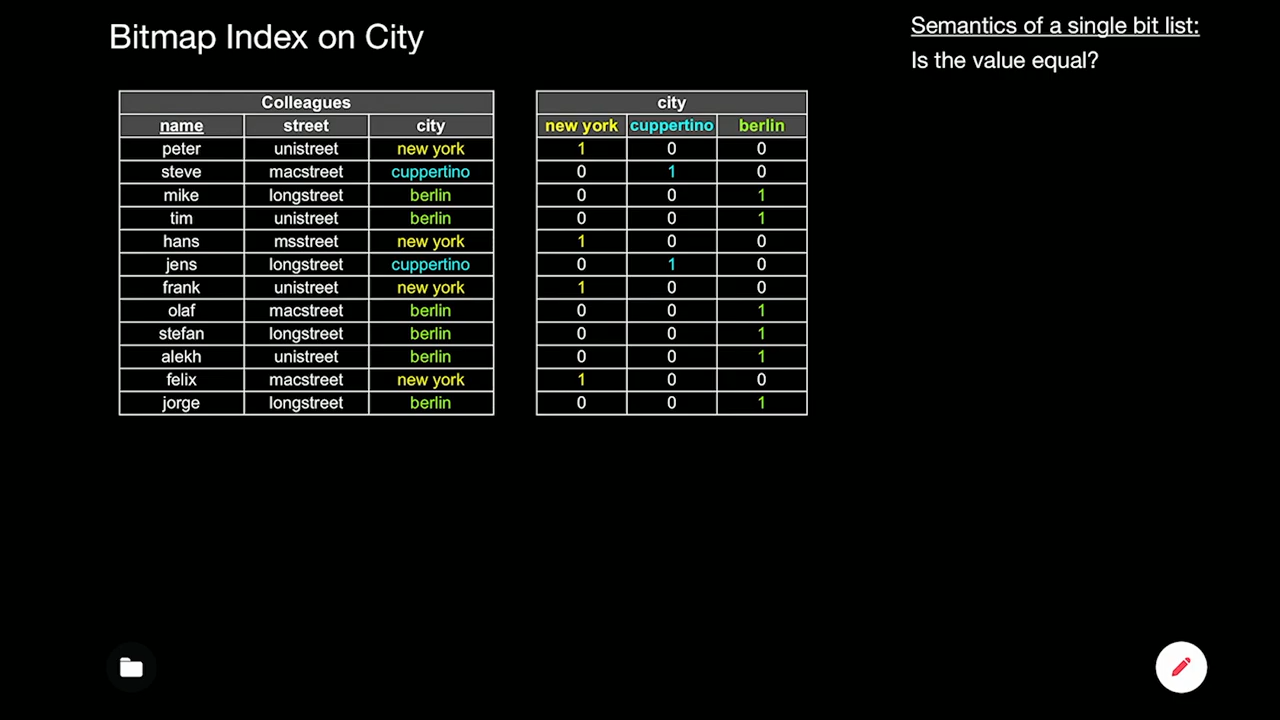 Bitmap Index on City
Semantics of a single bit list:
Is the value equal?
Colleagues
name street city
peter unistreet new york
steve macstreet cuppertino
mike longstreet berlin
tim unistreet berlin
hans msstreet new york
jens longstreet cuppertino
frank unistreet new york
olaf macstreet berlin
stefan longstreet berlin
alekh unistreet berlin
felix macstreet new york
jorge longstreet berlin
city
new york cuppertino berlin
1 0 0
0 1 0
0 0 1
0 0 1
1 0 0
0 1 0
1 0 0
0 0 1
0 0 1
0 0 1
1 0 0
0 0 1